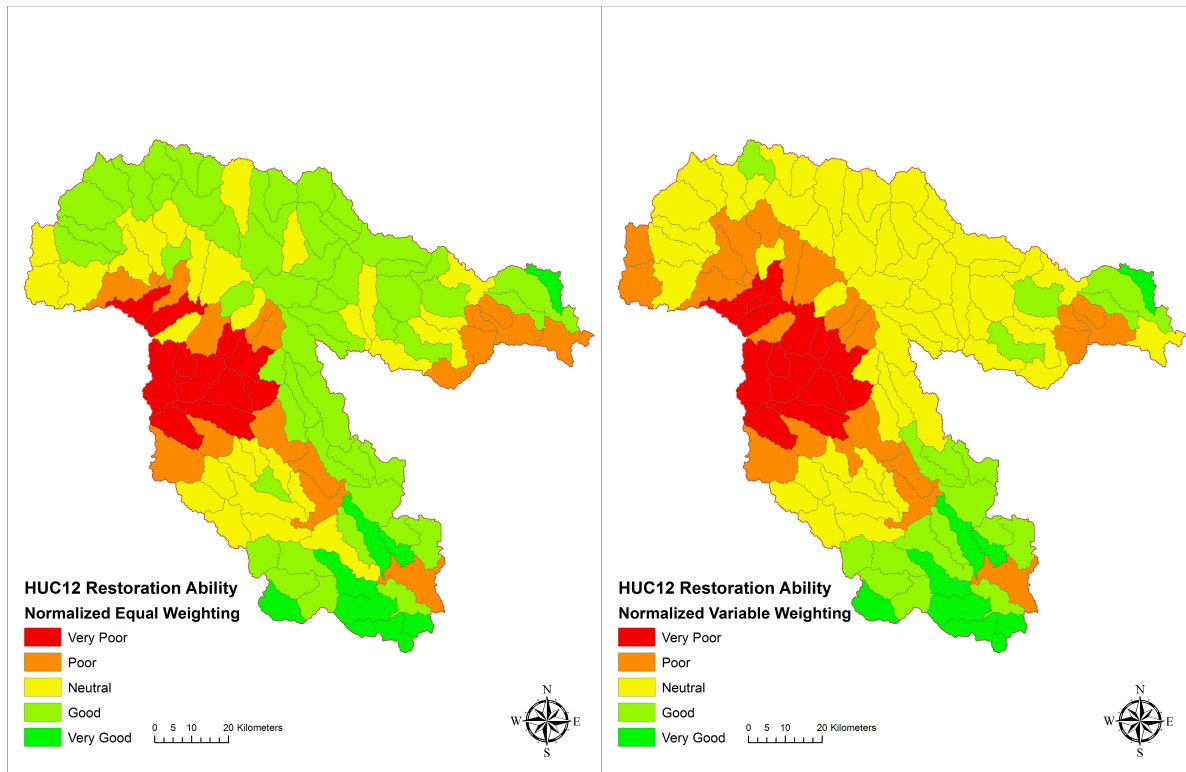 HUC12 Restoration Ability
Normalized Equal Weighting
Very Poor
Poor
Neutral
Good
Very Good
0 5 10 20 Kilometers
N
W E
S
HUC12 Restoration Ability
Normalized Variable Weighting
Very Poor
Poor
Neutral
Good
Very Good
0 5 10 20 Kilometers
N
W E
S